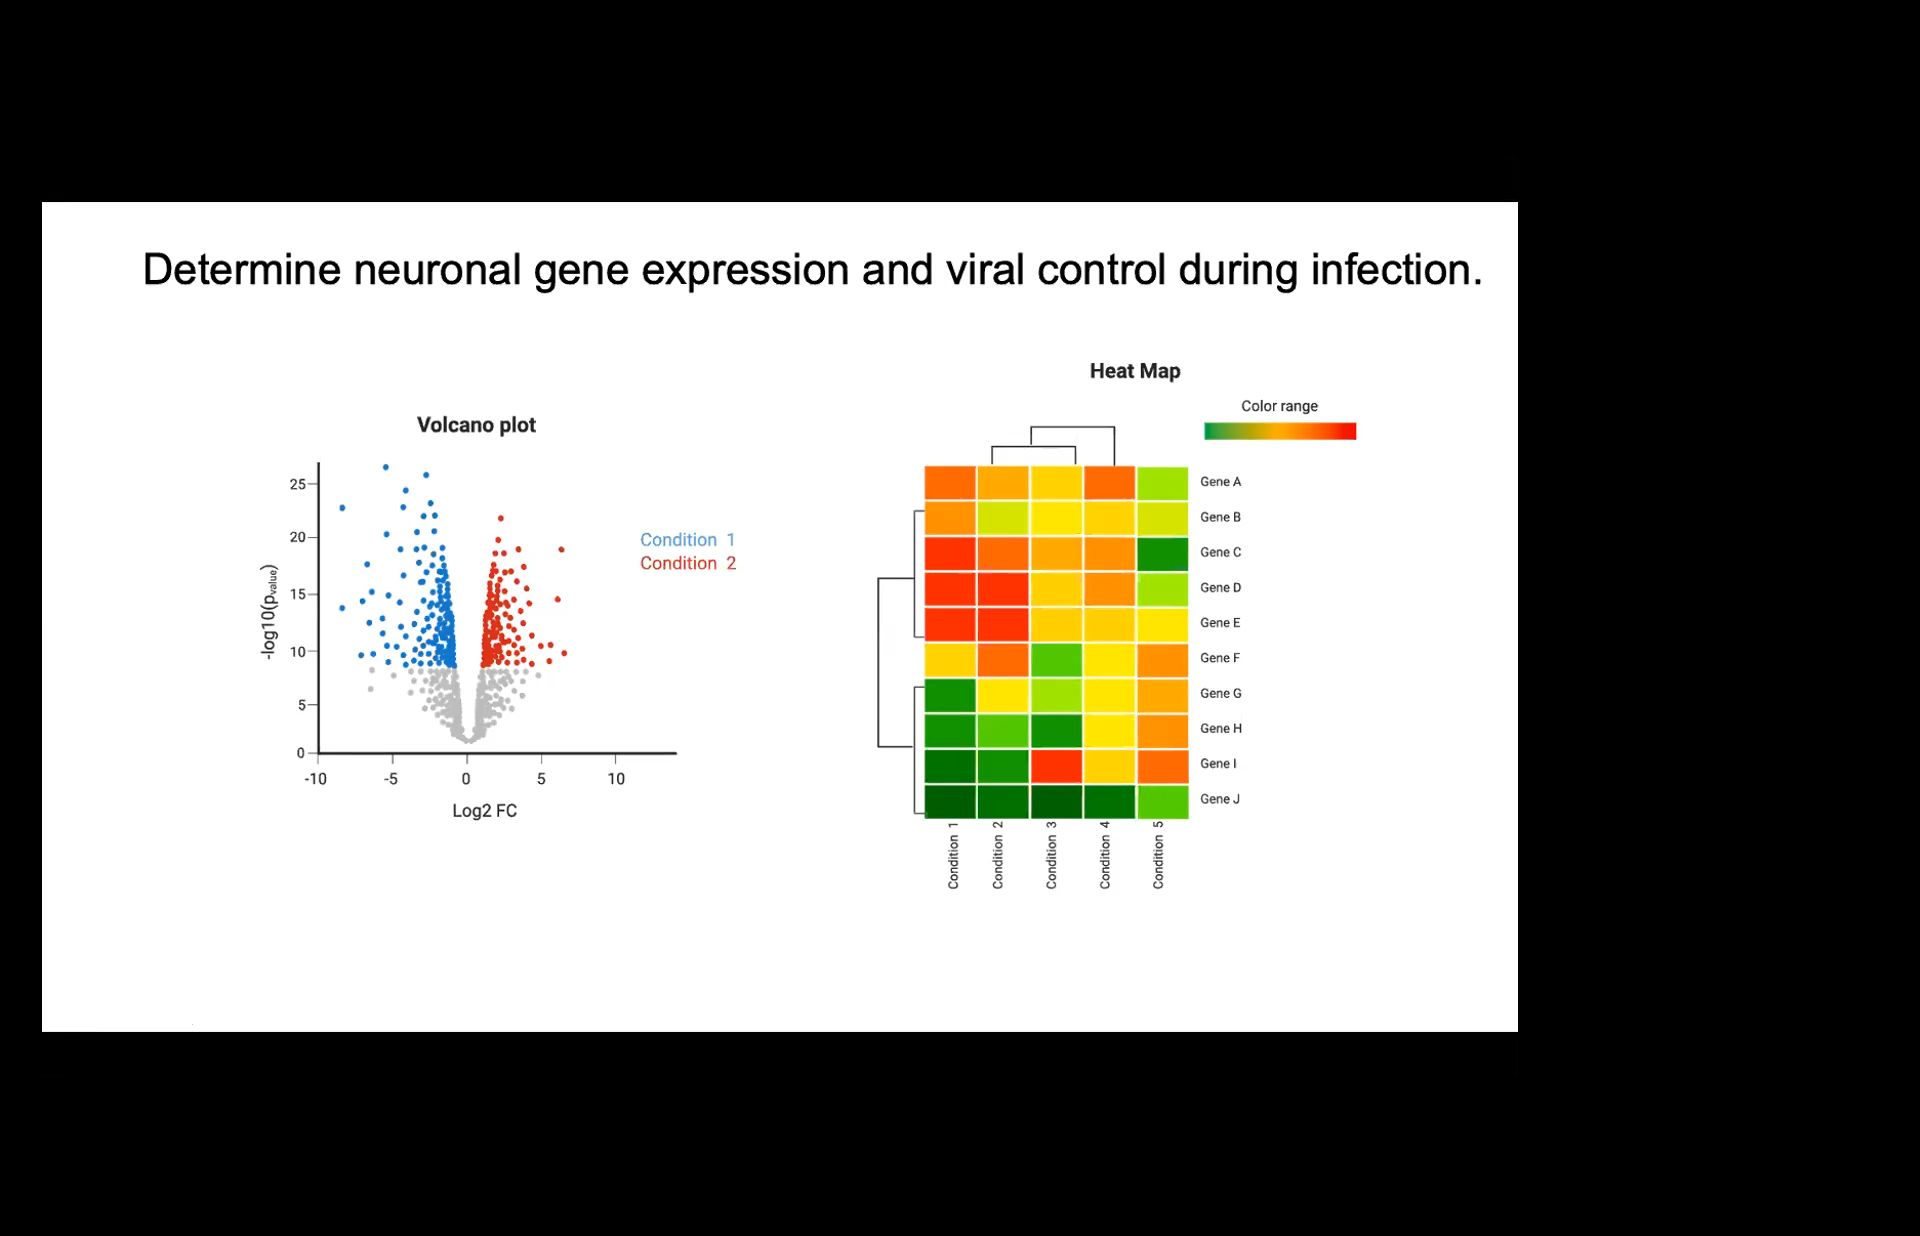 Determine neuronal gene expression and viral control during infection.
Volcano plot
25
20
15
10
5
0
-log10(pvalue)
-10 -5 0 5 10
Log2 FC
Condition 1
Condition 2
Heat Map
Color range
Gene A
Gene B
Gene C
Gene D
Gene E
Gene F
Gene G
Gene H
Gene I
Gene J
Condition 1
Condition 2
Condition 3
Condition 4
Condition 5